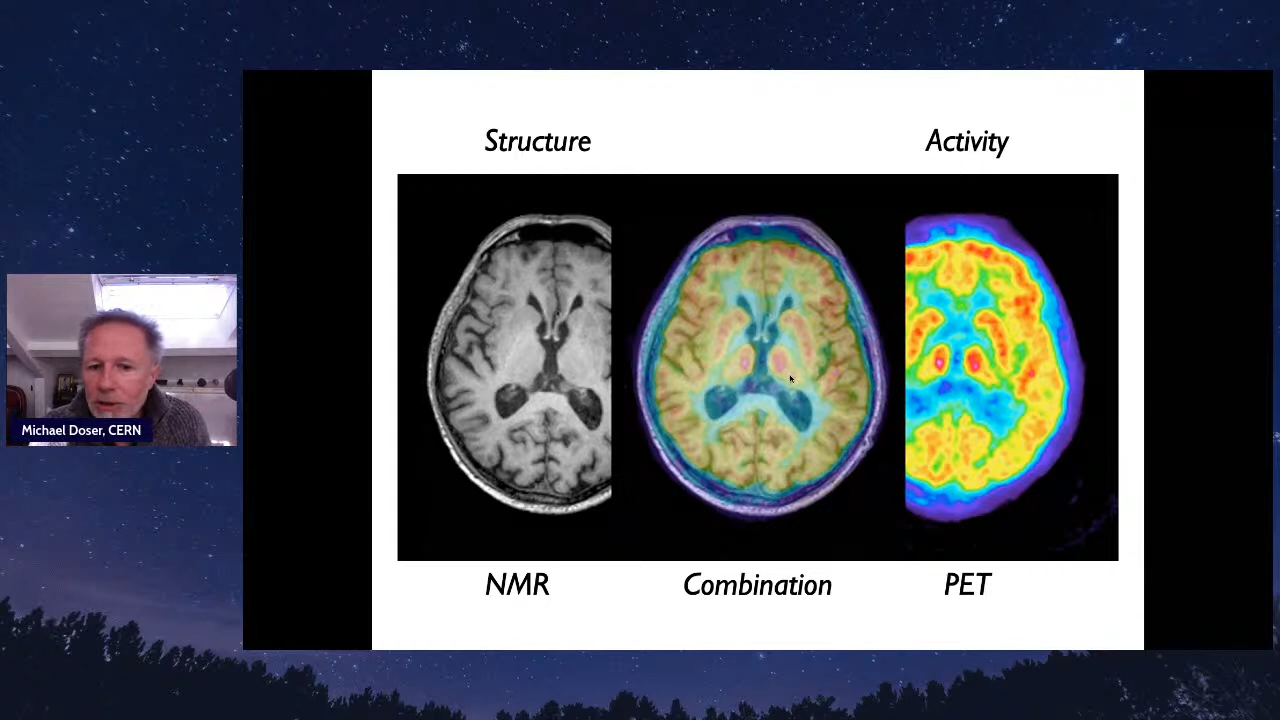 Structure
Activity
Michael Doser, CERN
NMR
Combination
PET